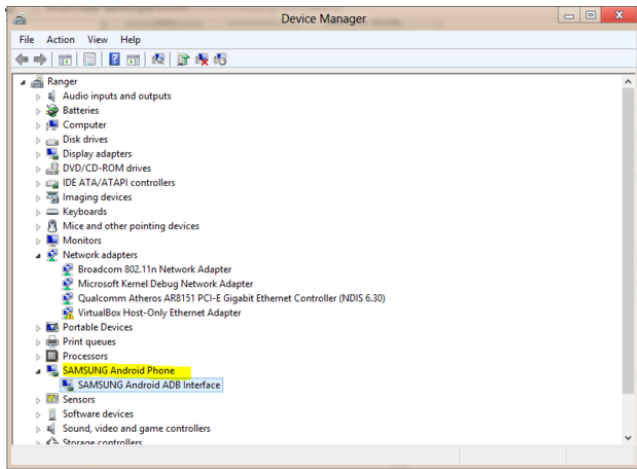 Device Manager
File Action View Help
Ranger
Audio inputs and outputs
Batteries
Computer
Disk drives
Display adapters
DVD/CD-ROM drives
IDE ATA/ATAPI controllers
Imaging devices
Keyboards
Mice and other pointing devices
Monitors
Network adapters
Broadcom 802.11n Network Adapter
Microsoft Kernel Debug Network Adapter
Qualcomm Atheros AR8151 PCI-E Gigabit Ethernet Controller (NDIS 6.30)
VirtualBox Host-Only Ethernet Adapter
Portable Devices
Print queues
Processors
SAMSUNG Android Phone
SAMSUNG Android ADB Interface
Sensors
Software devices
Sound, video and game controllers
Storage controllers